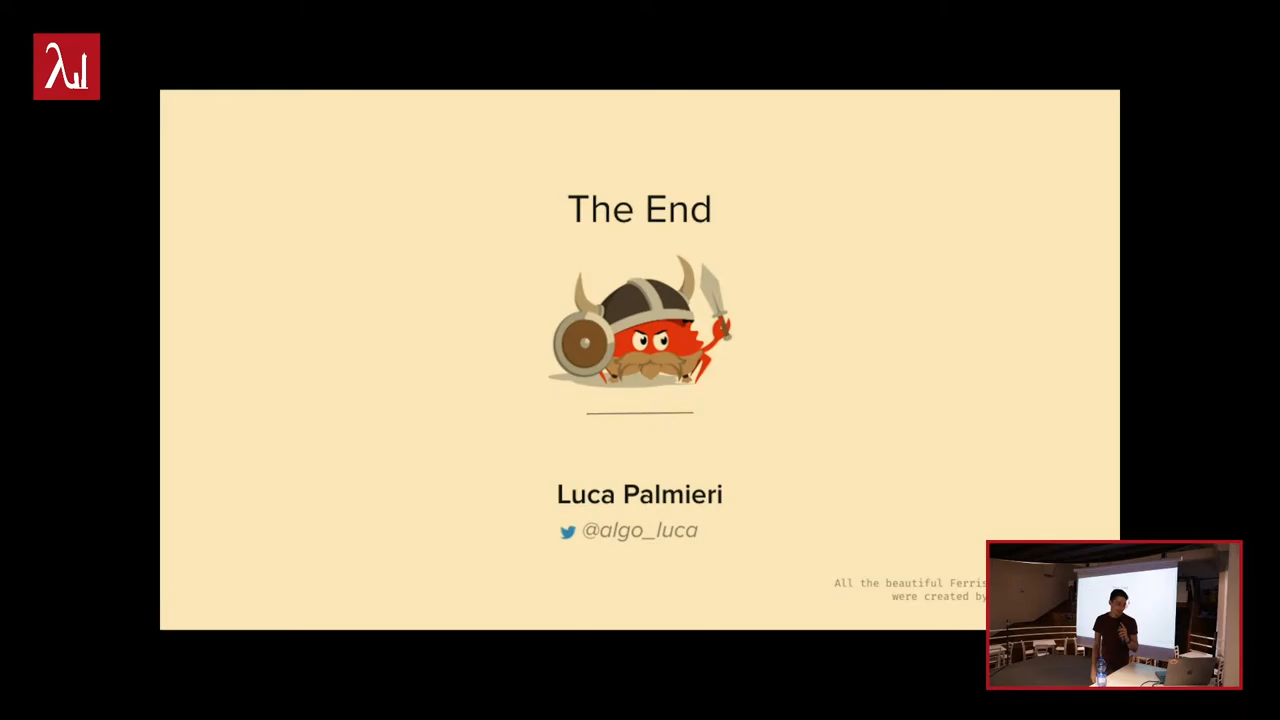 The End
Luca Palmieri
@algo_luca
All the beautiful Ferris
were created by